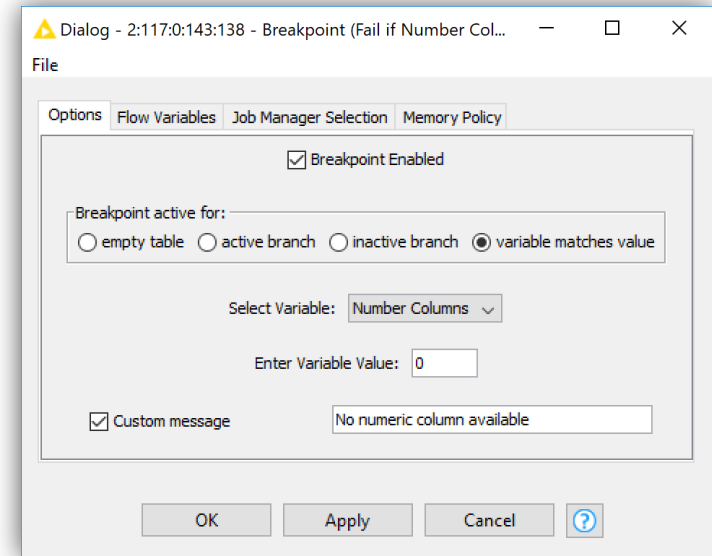 Dialog - 2:117:0:143:138 - Breakpoint (Fail if Number Col...
File
Options Flow Variables Job Manager Selection Memory Policy
Breakpoint Enabled
Breakpoint active for:
empty table active branch inactive branch variable matches value
Select Variable: Number Columns
Enter Variable Value: 0
Custom message No numeric column available
OK Apply Cancel ?